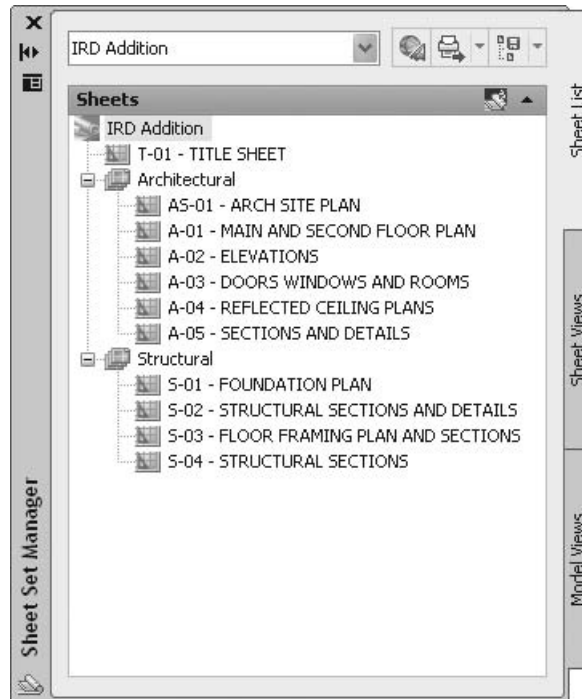 IRD Addition
Sheets
IRD Addition
T-01 - TITLE SHEET
Architectural
AS-01 - ARCH SITE PLAN
A-01 - MAIN AND SECOND FLOOR PLAN
A-02 - ELEVATIONS
A-03 - DOORS WINDOWS AND ROOMS
A-04 - REFLECTED CEILING PLANS
A-05 - SECTIONS AND DETAILS
Structural
S-01 - FOUNDATION PLAN
S-02 - STRUCTURAL SECTIONS AND DETAILS
S-03 - FLOOR FRAMING PLAN AND SECTIONS
S-04 - STRUCTURAL SECTIONS
Sheet List
Sheet Views
Model Views
Sheet Set Manager